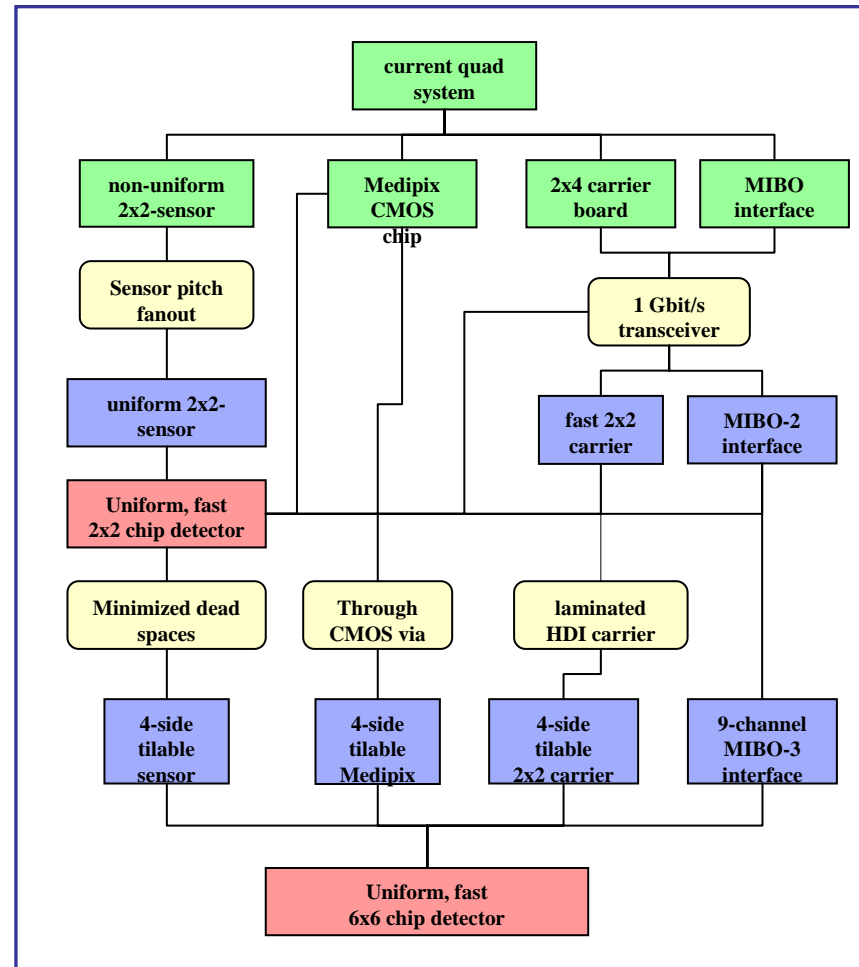 current quad
system
non-uniform
2x2-sensor
Medipix
CMOS
chip
2x4 carrier
board
MIBO
interface
Sensor pitch
fanout
1 Gbit/s
transceiver
uniform 2x2-
sensor
fast 2x2
carrier
MIBO-2
interface
Uniform, fast
2x2 chip detector
Minimized dead
spaces
Through
CMOS via
laminated
HDI carrier
4-side
tilable
sensor
4-side
tilable
Medipix
4-side
tilable
2x2 carrier
9-channel
MIBO-3
interface
Uniform, fast
6x6 chip detector